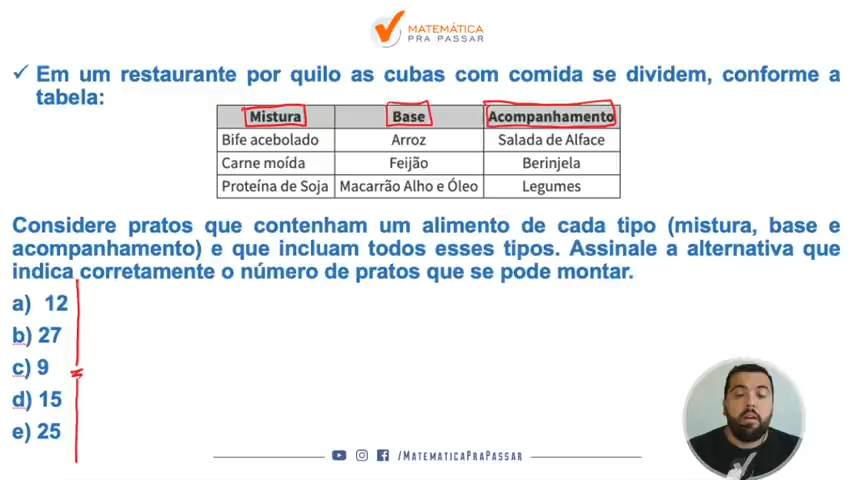 MATEMÁTICA
PRA PASSAR
✓ Em um restaurante por quilo as cubas com comida se dividem, conforme a
tabela:
Mistura Base Acompanhamento
Bife acebolado Arroz Salada de Alface
Carne moída Feijão Berinjela
Proteína de Soja Macarrão Alho e Óleo Legumes
Considere pratos que contenham um alimento de cada tipo (mistura, base e
acompanhamento) e que incluam todos esses tipos. Assinale a alternativa que
indica corretamente o número de pratos que se pode montar.
a) 12
b) 27
c) 9
d) 15
e) 25
/MatematicaPraPassar